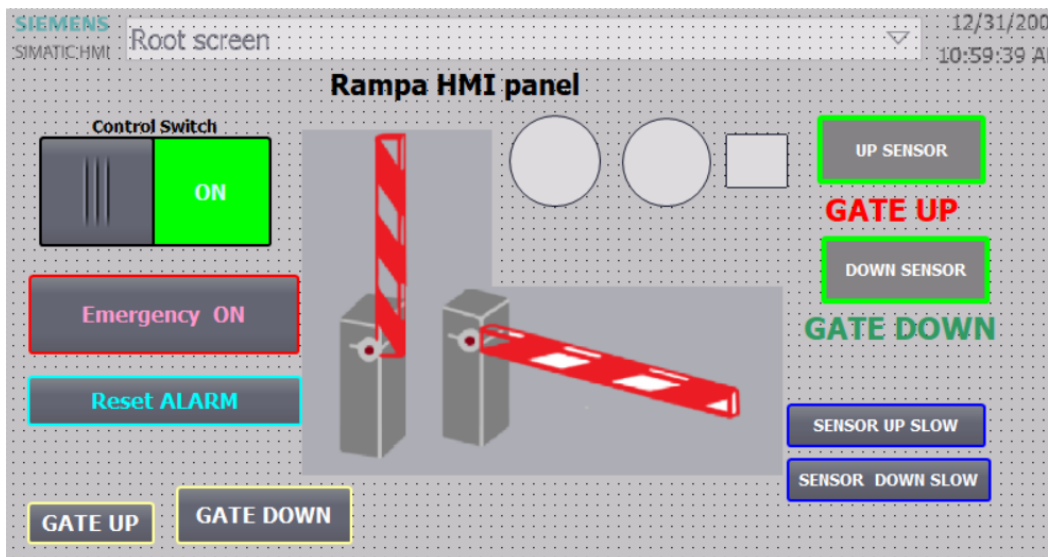 SIEMENS
SIMATIC HMI
Root screen
12/31/200
10:59:39 A
Rampa HMI panel
Control Switch
ON
UP SENSOR
GATE UP
DOWN SENSOR
GATE DOWN
Emergency ON
Reset ALARM
SENSOR UP SLOW
SENSOR DOWN SLOW
GATE UP
GATE DOWN